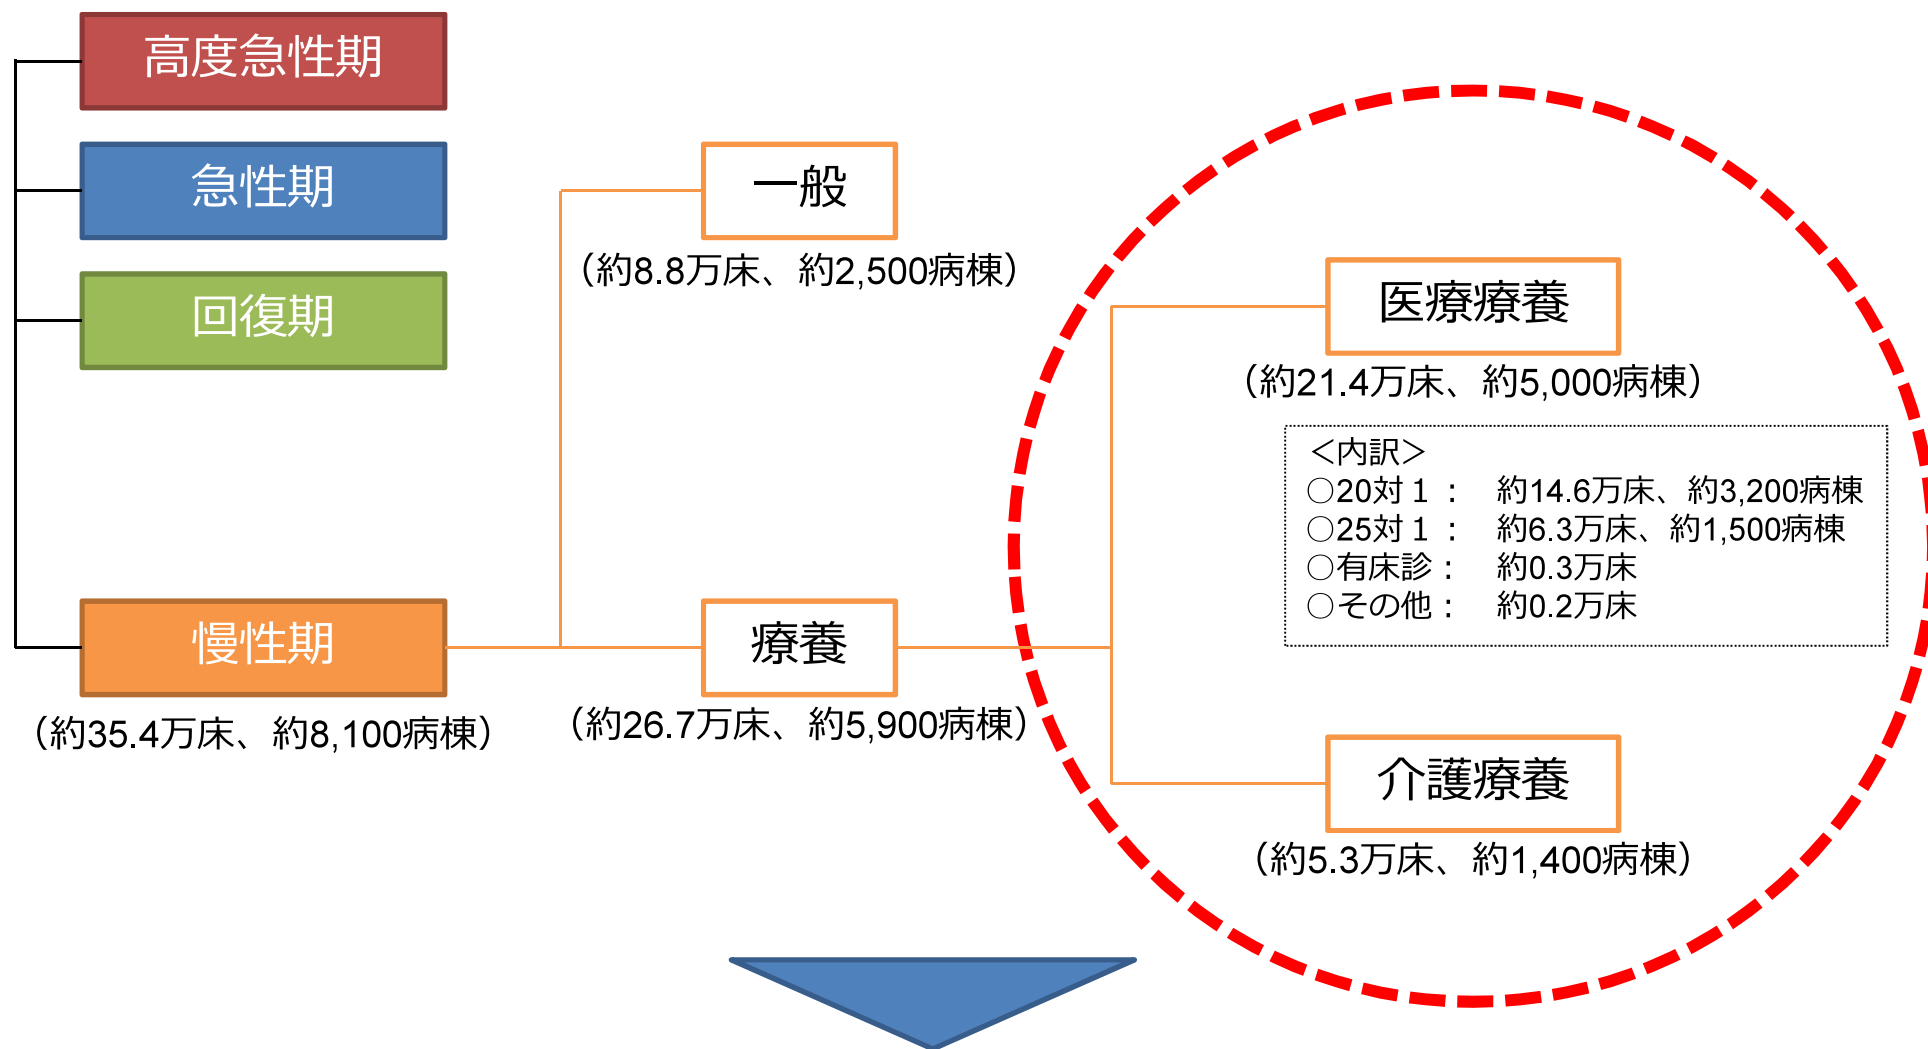 高度急性期
急性期
回復期
慢性期
（約35.4万床、約8,100病棟）
一般
（約8.8万床、約2,500病棟）
療養
（約26.7万床、約5,900病棟）
医療療養
（約21.4万床、約5,000病棟）
＜内訳＞
○20対１：　約14.6万床、約3,200病棟
○25対１：　約6.3万床、約1,500病棟
○有床診：　約0.3万床
○その他：　約0.2万床
介護療養
（約5.3万床、約1,400病棟）